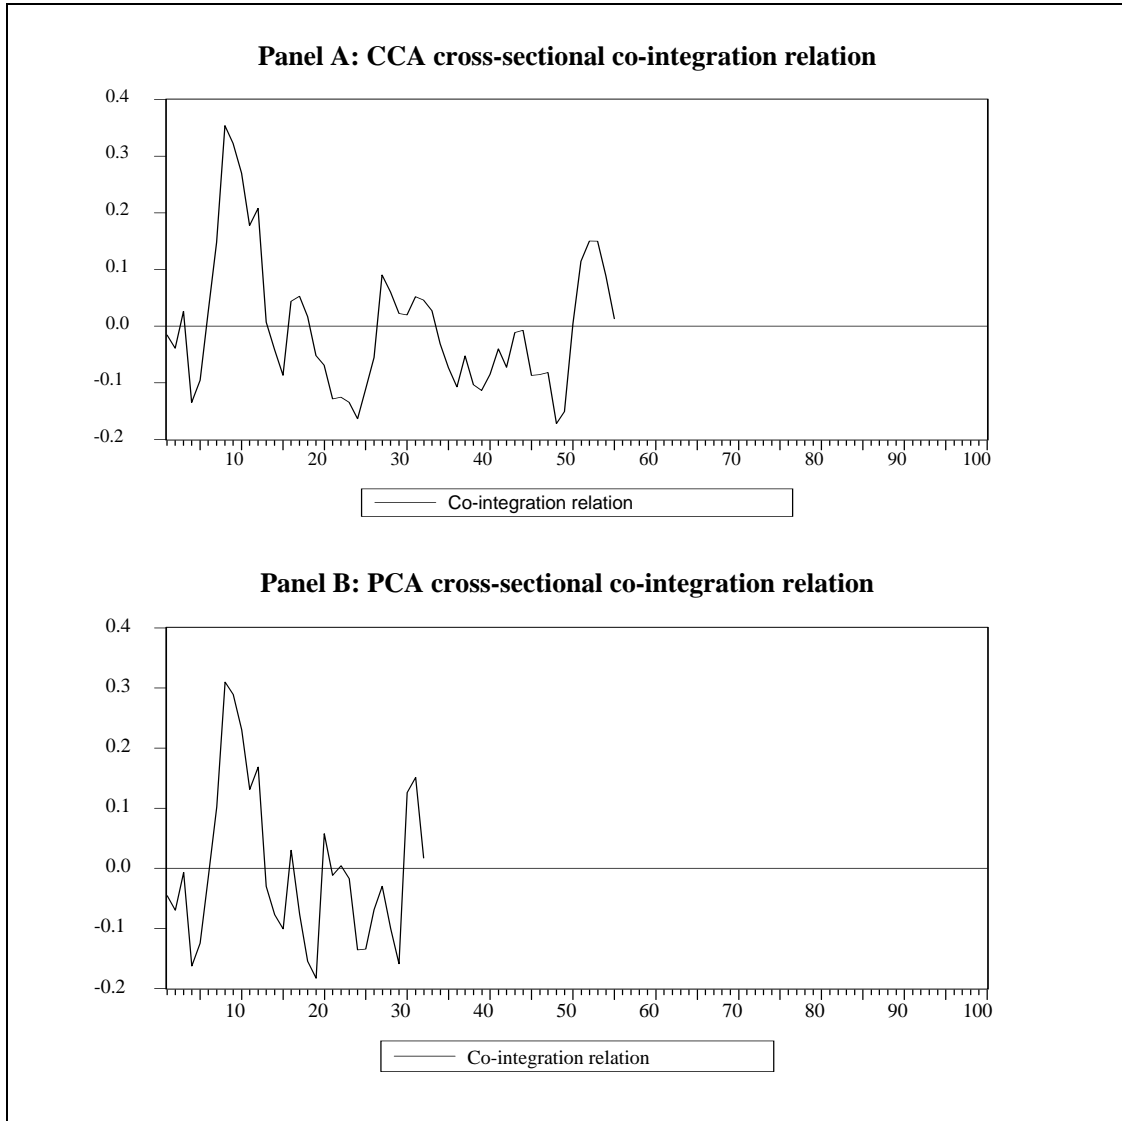 Panel A: CCA cross-sectional co-integration relation
0.4
0.3
0.2
0.1
0.0
-0.1
-0.2
10 20 30 40 50 60 70 80 90 100
Co-integration relation
Panel B: PCA cross-sectional co-integration relation
0.4
0.3
0.2
0.1
0.0
-0.1
-0.2
10 20 30 40 50 60 70 80 90 100
Co-integration relation